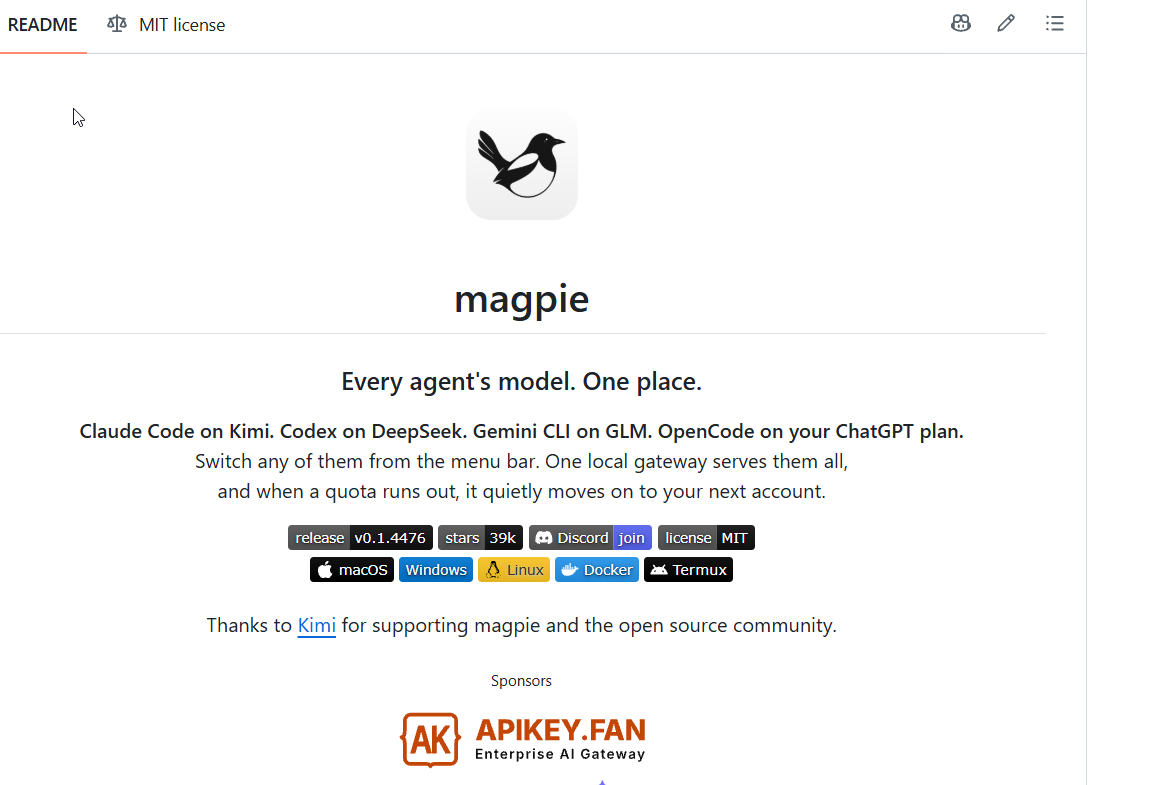 README
MIT license
magpie
Every agent's model. One place.
Claude Code on Kimi. Codex on DeepSeek. Gemini CLI on GLM. OpenCode on your ChatGPT plan.
Switch any of them from the menu bar. One local gateway serves them all,
and when a quota runs out, it quietly moves on to your next account.
release v0.1.4476 stars 39k Discord join license MIT
macOS Windows Linux Docker Termux
Thanks to Kimi for supporting magpie and the open source community.
Sponsors
AK APIKEY.FAN
Enterprise AI Gateway